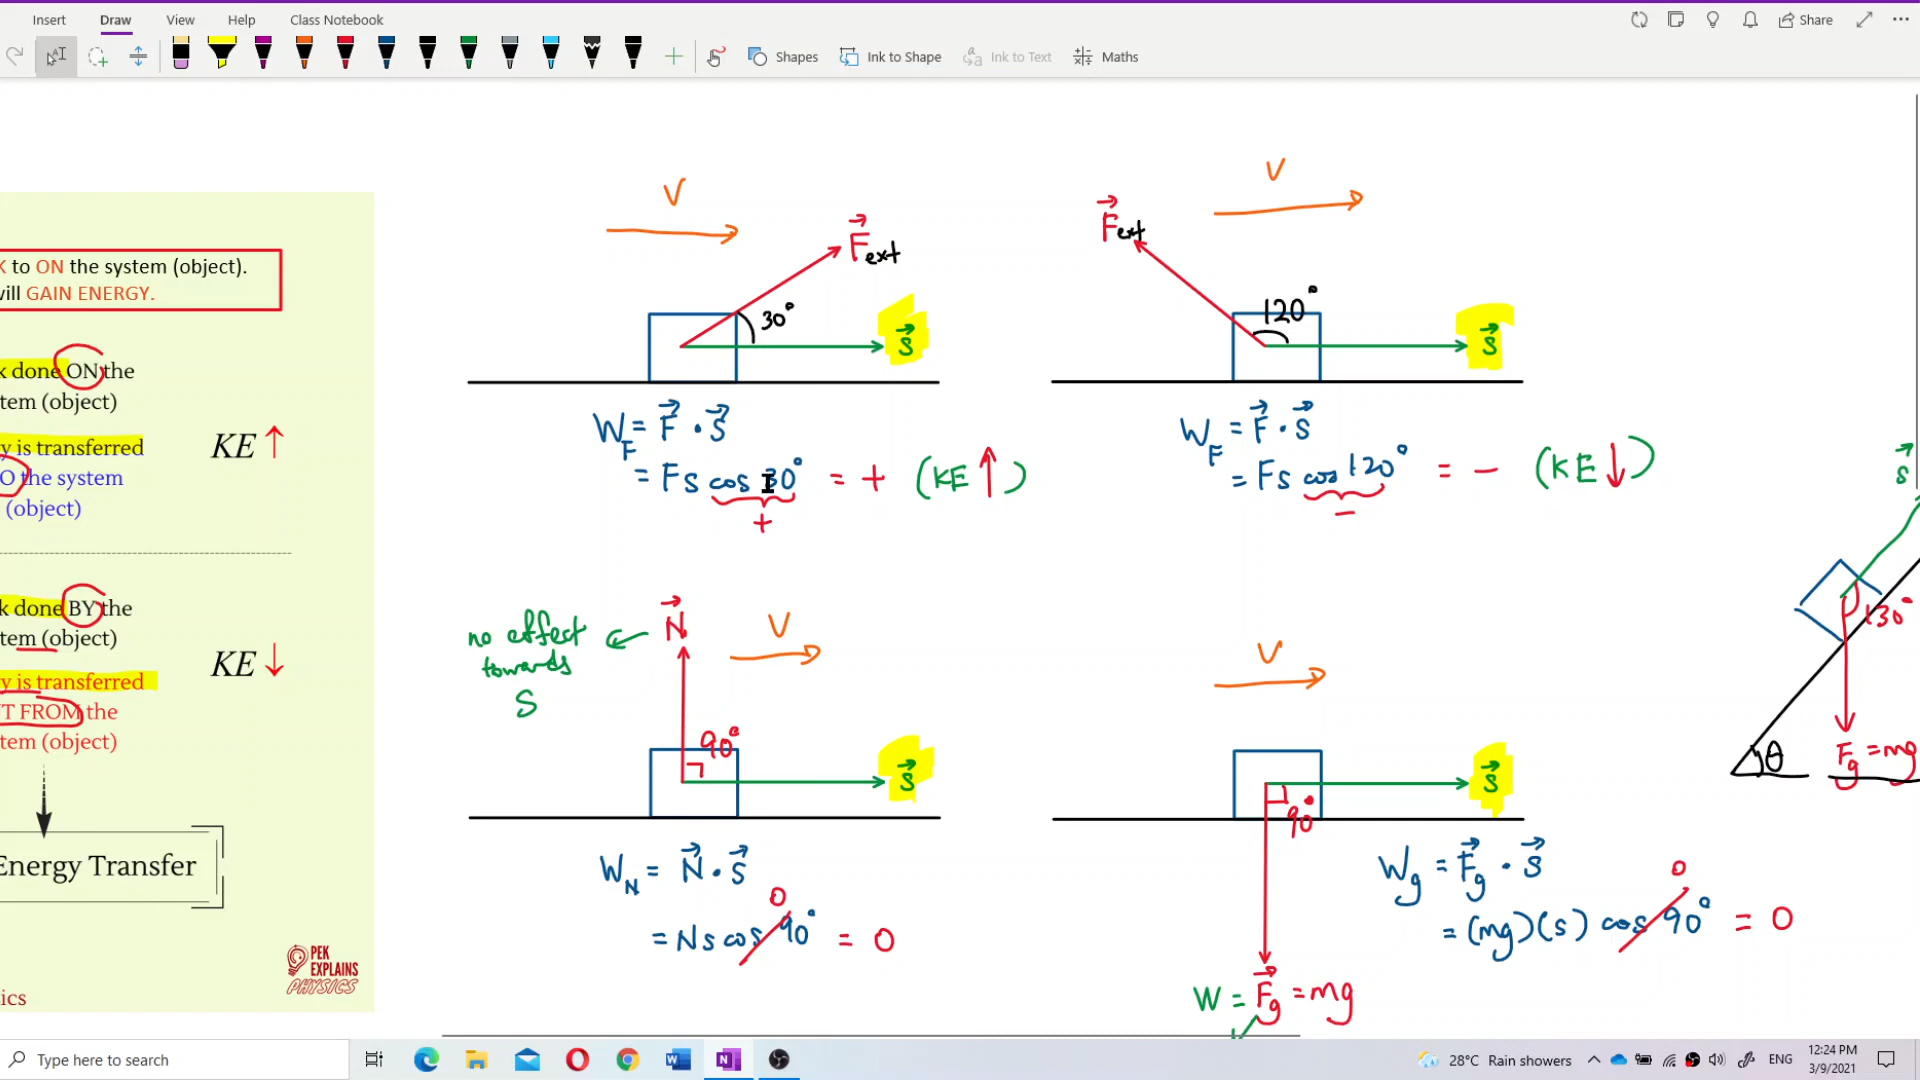 Insert Draw View Help Class Notebook
Share
Shapes Ink to Shape Ink to Text Maths
K to ON the system (object).
will GAIN ENERGY.
k done ON the
tem (object)
y is transferred
O the system
(object)
KE ↑
k done BY the
tem (object)
y is transferred
T FROM the
tem (object)
KE ↓
Energy Transfer
PEK
EXPLAINS
PHYSICS
ics
V
F ext
30°
S
W_F = F · S
= Fs cos 30° = + (KE ↑)
+
V
F ext
120°
S
W_F = F · S
= Fs cos 120° = − (KE ↓)
−
no effect
towards
S
N
V
90°
S
W_N = N · S
0
= Ns cos 90° = 0
V
S
90°
W_g = F_g · S
0
= (mg)(s) cos 90° = 0
W = F_g = mg
S
130°
θ
F_g = mg
Type here to search
28°C Rain showers
ENG
12:24 PM
3/9/2021